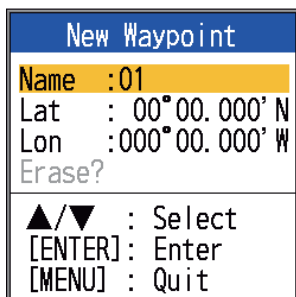 New Waypoint
Name :01
Lat : 00°00.000' N
Lon :000°00.000' W
Erase?
▲/▼ : Select
[ENTER]: Enter
[MENU] : Quit